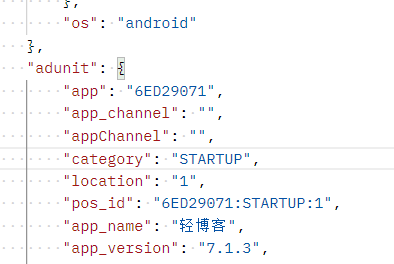 },
"os": "android"
},
"adunit": {
"app": "6ED29071",
"app_channel": "",
"appChannel": "",
"category": "STARTUP",
"location": "1",
"pos_id": "6ED29071:STARTUP:1",
"app_name": "轻博客",
"app_version": "7.1.3",